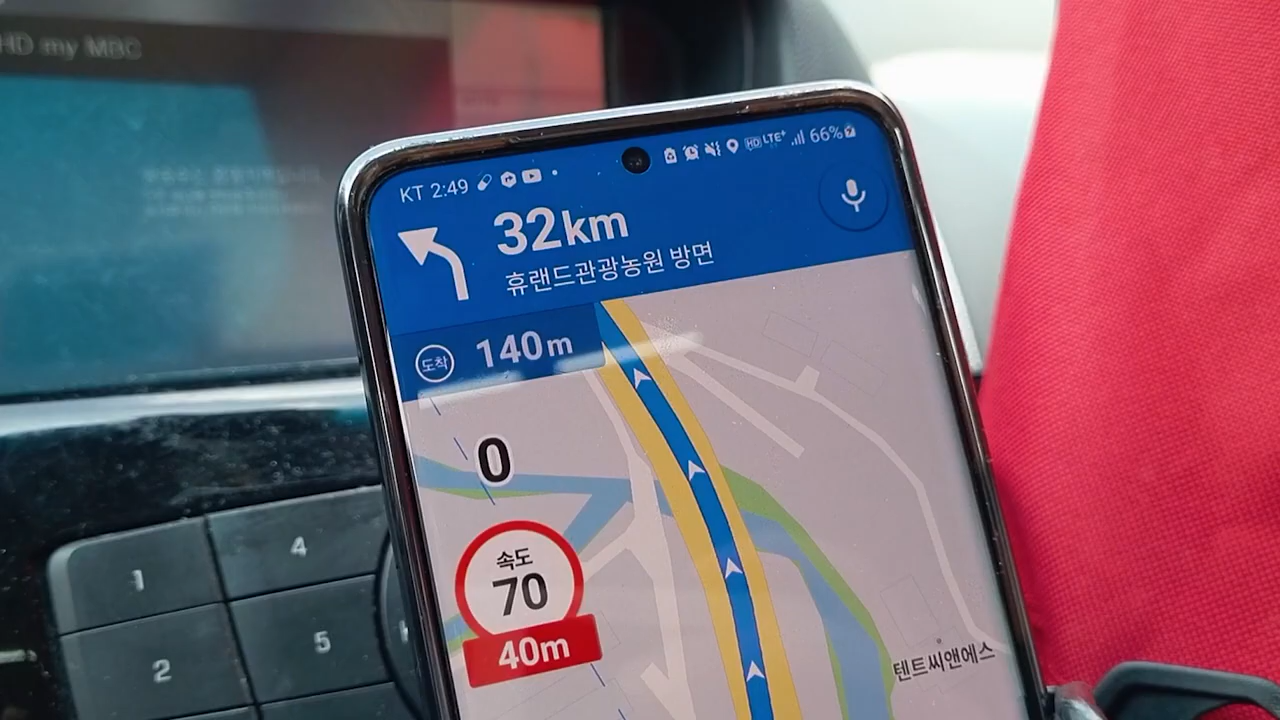 HD my MBC
KT 2:49
HD LTE+ 66%
32km
휴랜드관광농원 방면
도착 140m
0
속도
70
40m
텐트씨앤에스
1
4
2
5